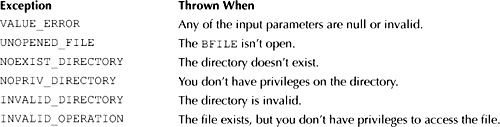 Exception Thrown When
VALUE_ERROR Any of the input parameters are null or invalid.
UNOPENED_FILE The BFILE isn't open.
NOEXIST_DIRECTORY The directory doesn't exist.
NOPRIV_DIRECTORY You don't have privileges on the directory.
INVALID_DIRECTORY The directory is invalid.
INVALID_OPERATION The file exists, but you don't have privileges to access the file.